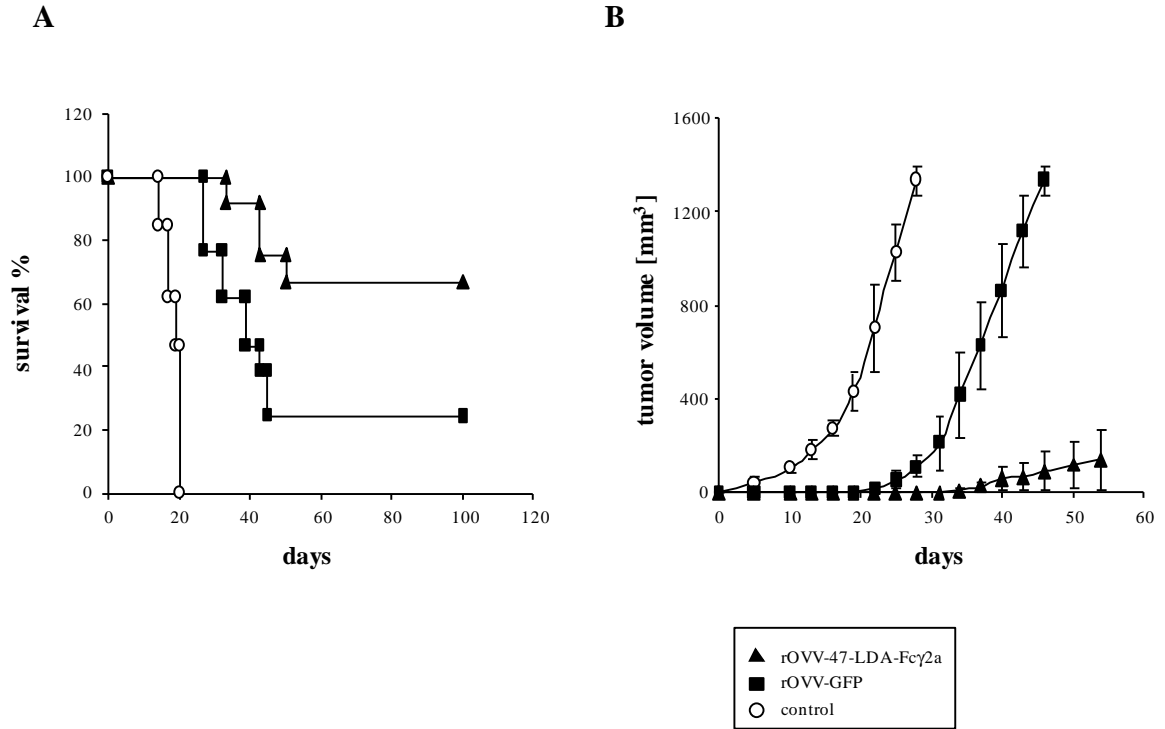 A
B
120
100
80
60
40
20
0
survival %
0 20 40 60 80 100 120
days
1600
1200
800
400
0
tumor volume [mm³]
0 10 20 30 40 50 60
days
rOVV-47-LDA-Fcγ2a
rOVV-GFP
control